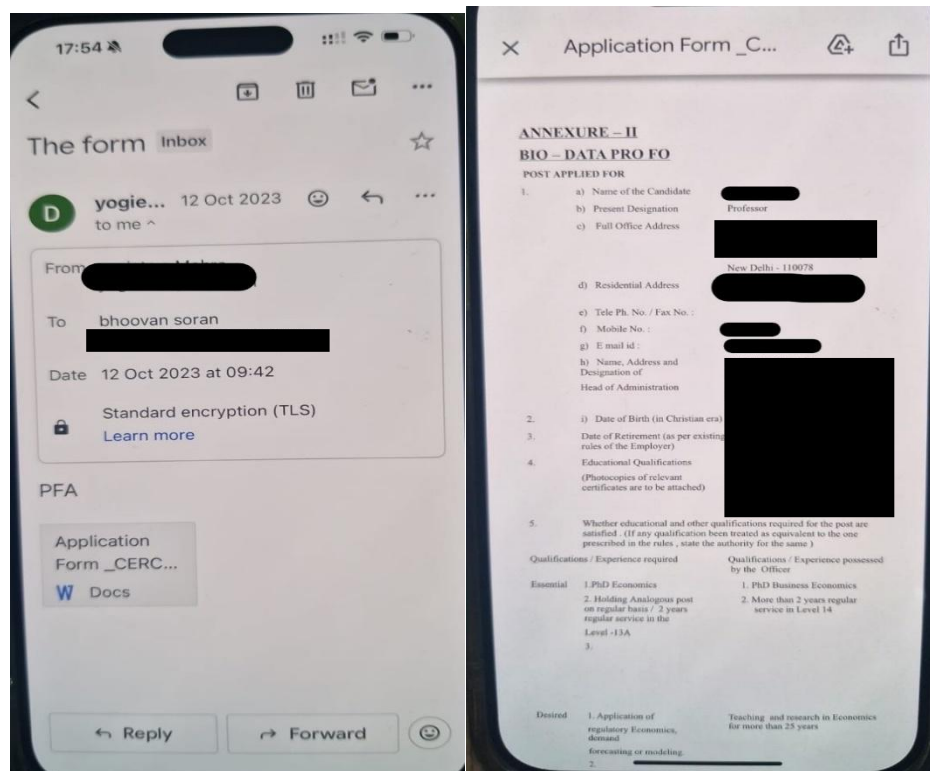 17:54
The form Inbox
D
yogie... 12 Oct 2023
to me
From
To bhoovan soran
Date 12 Oct 2023 at 09:42
Standard encryption (TLS)
Learn more
PFA
Application
Form _CERC...
W Docs
Reply
Forward
Application Form _C...
ANNEXURE – II
BIO – DATA PRO FO
POST APPLIED FOR
1. a) Name of the Candidate
b) Present Designation Professor
c) Full Office Address
New Delhi - 110078
d) Residential Address
e) Tele Ph. No. / Fax No. :
f) Mobile No. :
g) E mail id :
h) Name, Address and
Designation of
Head of Administration
2. i) Date of Birth (in Christian era)
3. Date of Retirement (as per existing
rules of the Employer)
4. Educational Qualifications
(Photocopies of relevant
certificates are to be attached)
5. Whether educational and other qualifications required for the post are
satisfied . (If any qualification been treated as equivalent to the one
prescribed in the rules , state the authority for the same )
Qualifications / Experience required Qualifications / Experience possessed
by the Officer
Essential 1.PhD Economics 1. PhD Business Economics
2. Holding Analogous post 2. More than 2 years regular
on regular basis / 2 years service in Level 14
regular service in the
Level -13A
3.
Desired 1. Application of Teaching and research in Economics
regulatory Economics, for more than 25 years
demand
forecasting or modeling
2.